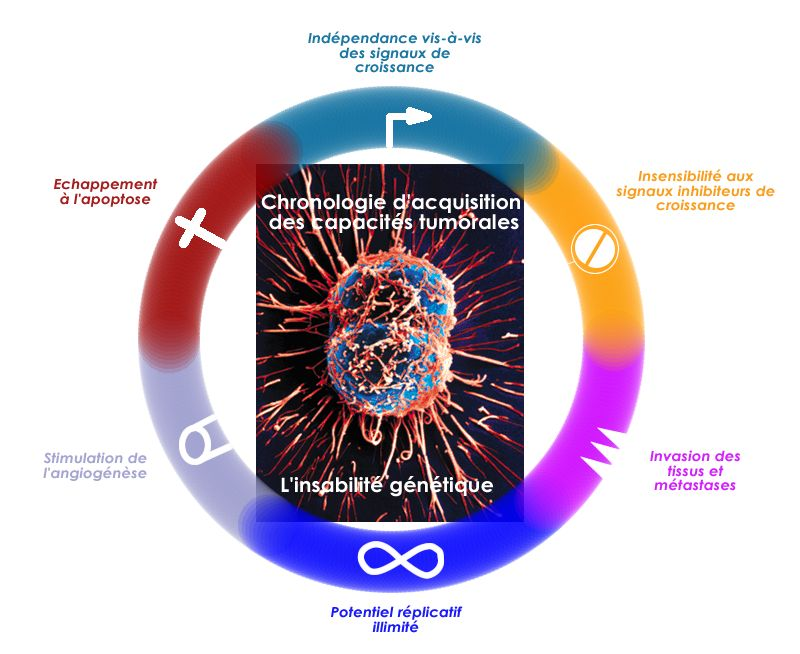 Indépendance vis-à-vis
des signaux de
croissance
Echappement
à l'apoptose
Insensibilité aux
signaux inhibiteurs de
croissance
Chronologie d'acquisition
des capacités tumorales
Stimulation de
l'angiogénèse
Invasion des
tissus et
métastases
L'insabilité génétique
Potentiel réplicatif
illimité